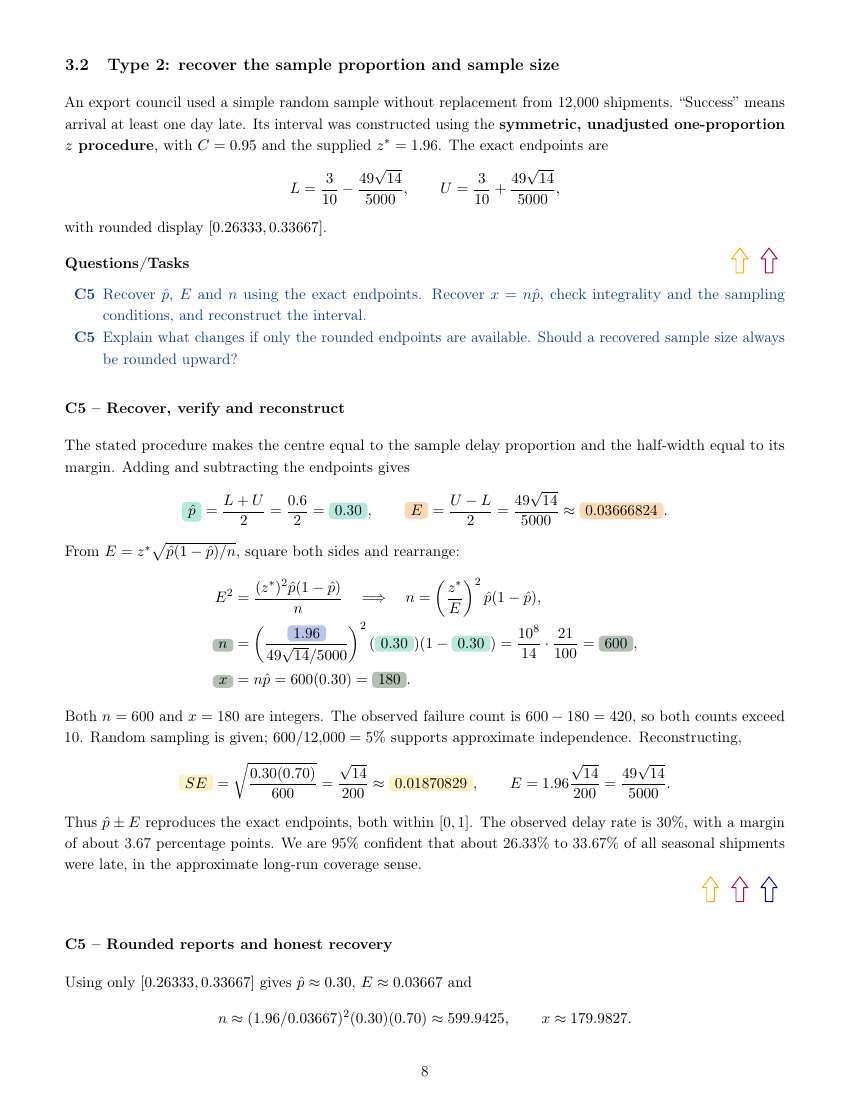 3.2 Type 2: recover the sample proportion and sample size
An export council used a simple random sample without replacement from 12,000 shipments. “Success” means
arrival at least one day late. Its interval was constructed using the symmetric, unadjusted one-proportion
z procedure, with C = 0.95 and the supplied z* = 1.96. The exact endpoints are
L = 3/10 − 49√14/5000, U = 3/10 + 49√14/5000,
with rounded display [0.26333, 0.33667].
Questions/Tasks
C5 Recover p̂, E and n using the exact endpoints. Recover x = np̂, check integrality and the sampling
conditions, and reconstruct the interval.
C5 Explain what changes if only the rounded endpoints are available. Should a recovered sample size always
be rounded upward?
C5 – Recover, verify and reconstruct
The stated procedure makes the centre equal to the sample delay proportion and the half-width equal to its
margin. Adding and subtracting the endpoints gives
p̂ = (L + U)/2 = 0.6/2 = 0.30, E = (U − L)/2 = 49√14/5000 ≈ 0.03666824.
From E = z*√(p̂(1 − p̂)/n), square both sides and rearrange:
E² = (z*)²p̂(1 − p̂)/n ⟹ n = (z*/E)² p̂(1 − p̂),
n = (1.96/(49√14/5000))² (0.30)(1 − 0.30) = 10⁸/14 · 21/100 = 600,
x = np̂ = 600(0.30) = 180.
Both n = 600 and x = 180 are integers. The observed failure count is 600 − 180 = 420, so both counts exceed
10. Random sampling is given; 600/12,000 = 5% supports approximate independence. Reconstructing,
SE = √(0.30(0.70)/600) = √14/200 ≈ 0.01870829, E = 1.96 √14/200 = 49√14/5000.
Thus p̂ ± E reproduces the exact endpoints, both within [0, 1]. The observed delay rate is 30%, with a margin
of about 3.67 percentage points. We are 95% confident that about 26.33% to 33.67% of all seasonal shipments
were late, in the approximate long-run coverage sense.
C5 – Rounded reports and honest recovery
Using only [0.26333, 0.33667] gives p̂ ≈ 0.30, E ≈ 0.03667 and
n ≈ (1.96/0.03667)²(0.30)(0.70) ≈ 599.9425, x ≈ 179.9827.
8